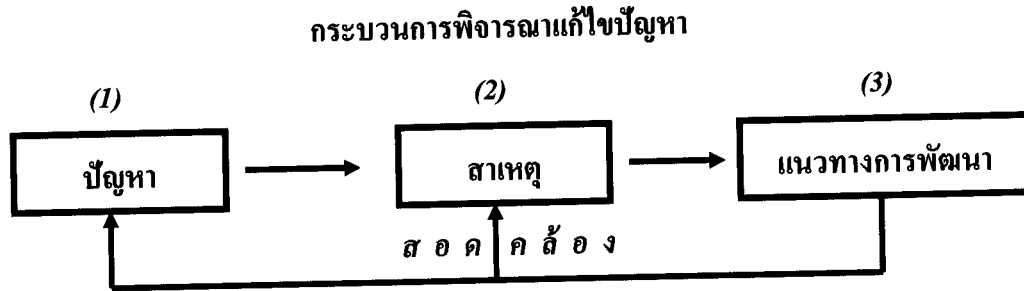 กระบวนการพิจารณาแก้ไขปัญหา
(1) (2) (3)
ปัญหา สาเหตุ แนวทางการพัฒนา
ส อ ด ค ล้ อ ง